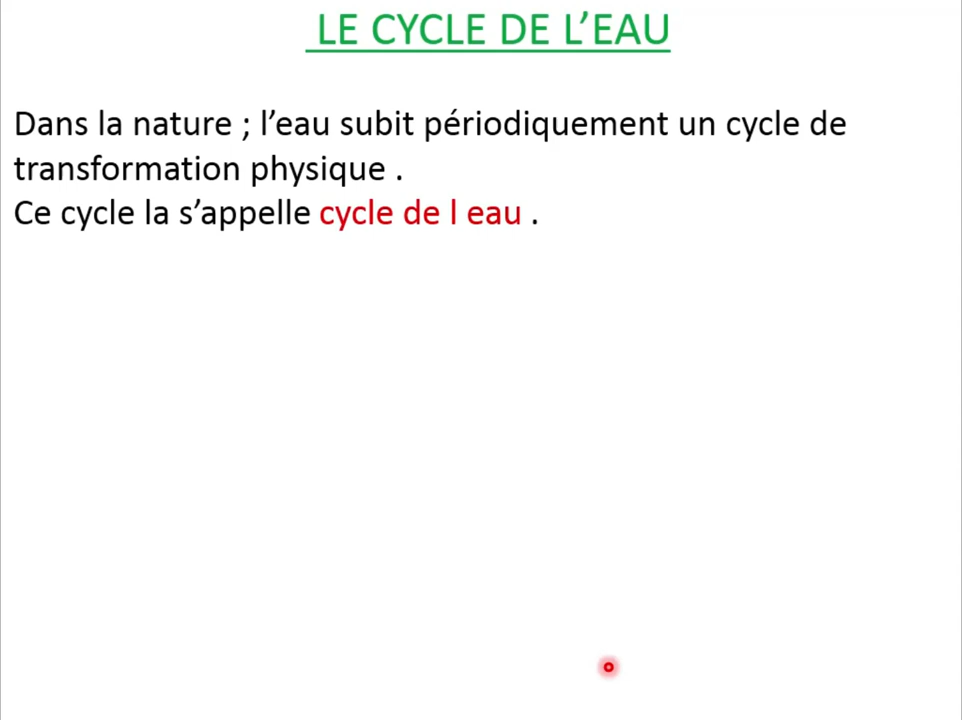 LE CYCLE DE L’EAU
Dans la nature ; l’eau subit périodiquement un cycle de
transformation physique .
Ce cycle la s’appelle cycle de l eau .